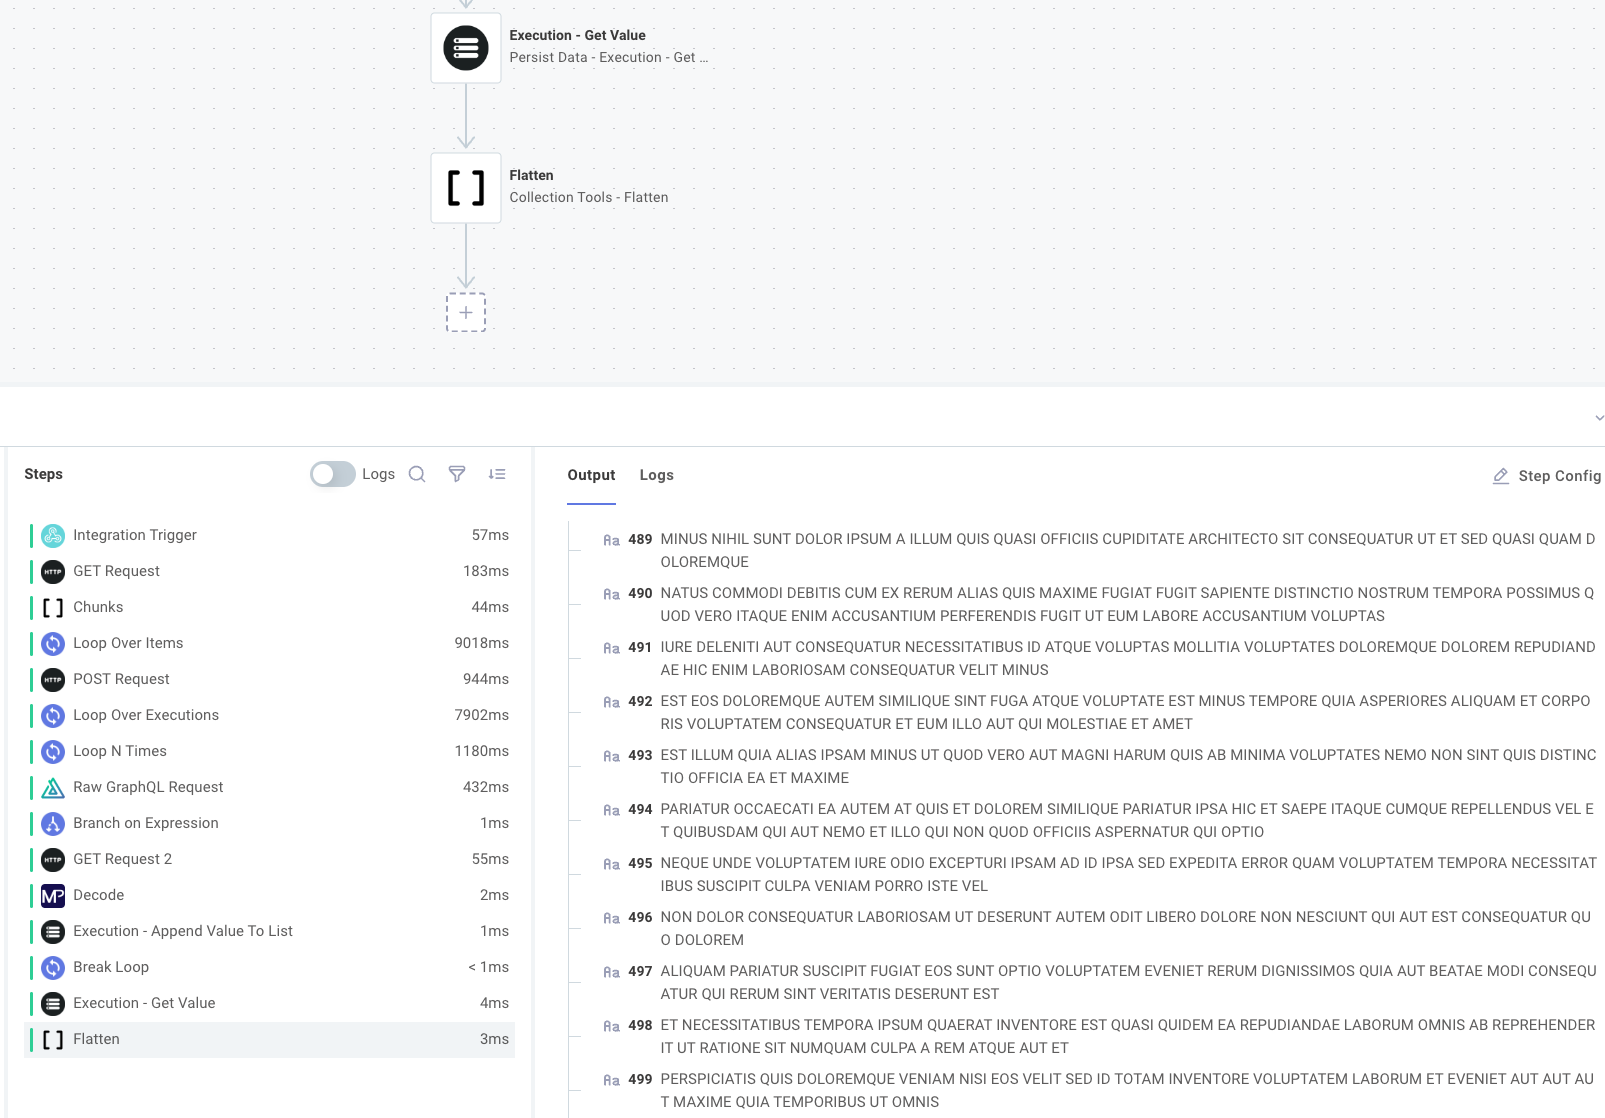 Execution - Get Value
Persist Data - Execution - Get ...
Flatten
Collection Tools - Flatten
Steps
Logs
Integration Trigger 57ms
HTTP GET Request 183ms
Chunks 44ms
Loop Over Items 9018ms
HTTP POST Request 944ms
Loop Over Executions 7902ms
Loop N Times 1180ms
Raw GraphQL Request 432ms
Branch on Expression 1ms
HTTP GET Request 2 55ms
MP Decode 2ms
Execution - Append Value To List 1ms
Break Loop < 1ms
Execution - Get Value 4ms
Flatten 3ms
Output Logs
Step Config
Aa 489 MINUS NIHIL SUNT DOLOR IPSUM A ILLUM QUIS QUASI OFFICIIS CUPIDITATE ARCHITECTO SIT CONSEQUATUR UT ET SED QUASI QUAM D
OLOREMQUE
Aa 490 NATUS COMMODI DEBITIS CUM EX RERUM ALIAS QUIS MAXIME FUGIAT FUGIT SAPIENTE DISTINCTIO NOSTRUM TEMPORA POSSIMUS Q
UOD VERO ITAQUE ENIM ACCUSANTIUM PERFERENDIS FUGIT UT EUM LABORE ACCUSANTIUM VOLUPTAS
Aa 491 IURE DELENITI AUT CONSEQUATUR NECESSITATIBUS ID ATQUE VOLUPTAS MOLLITIA VOLUPTATES DOLOREMQUE DOLOREM REPUDIAND
AE HIC ENIM LABORIOSAM CONSEQUATUR VELIT MINUS
Aa 492 EST EOS DOLOREMQUE AUTEM SIMILIQUE SINT FUGA ATQUE VOLUPTATE EST MINUS TEMPORE QUIA ASPERIORES ALIQUAM ET CORPO
RIS VOLUPTATEM CONSEQUATUR ET EUM ILLO AUT QUI MOLESTIAE ET AMET
Aa 493 EST ILLUM QUIA ALIAS IPSAM MINUS UT QUOD VERO AUT MAGNI HARUM QUIS AB MINIMA VOLUPTATES NEMO NON SINT QUIS DISTINC
TIO OFFICIA EA ET MAXIME
Aa 494 PARIATUR OCCAECATI EA AUTEM AT QUIS ET DOLOREM SIMILIQUE PARIATUR IPSA HIC ET SAEPE ITAQUE CUMQUE REPELLENDUS VEL E
T QUIBUSDAM QUI AUT NEMO ET ILLO QUI NON QUOD OFFICIIS ASPERNATUR QUI OPTIO
Aa 495 NEQUE UNDE VOLUPTATEM IURE ODIO EXCEPTURI IPSAM AD ID IPSA SED EXPEDITA ERROR QUAM VOLUPTATEM TEMPORA NECESSITAT
IBUS SUSCIPIT CULPA VENIAM PORRO ISTE VEL
Aa 496 NON DOLOR CONSEQUATUR LABORIOSAM UT DESERUNT AUTEM ODIT LIBERO DOLORE NON NESCIUNT QUI AUT EST CONSEQUATUR QU
O DOLOREM
Aa 497 ALIQUAM PARIATUR SUSCIPIT FUGIAT EOS SUNT OPTIO VOLUPTATEM EVENIET RERUM DIGNISSIMOS QUIA AUT BEATAE MODI CONSEQU
ATUR QUI RERUM SINT VERITATIS DESERUNT EST
Aa 498 ET NECESSITATIBUS TEMPORA IPSUM QUAERAT INVENTORE EST QUASI QUIDEM EA REPUDIANDAE LABORUM OMNIS AB REPREHENDER
IT UT RATIONE SIT NUMQUAM CULPA A REM ATQUE AUT ET
Aa 499 PERSPICIATIS QUIS DOLOREMQUE VENIAM NISI EOS VELIT SED ID TOTAM INVENTORE VOLUPTATEM LABORUM ET EVENIET AUT AUT AU
T MAXIME QUIA TEMPORIBUS UT OMNIS